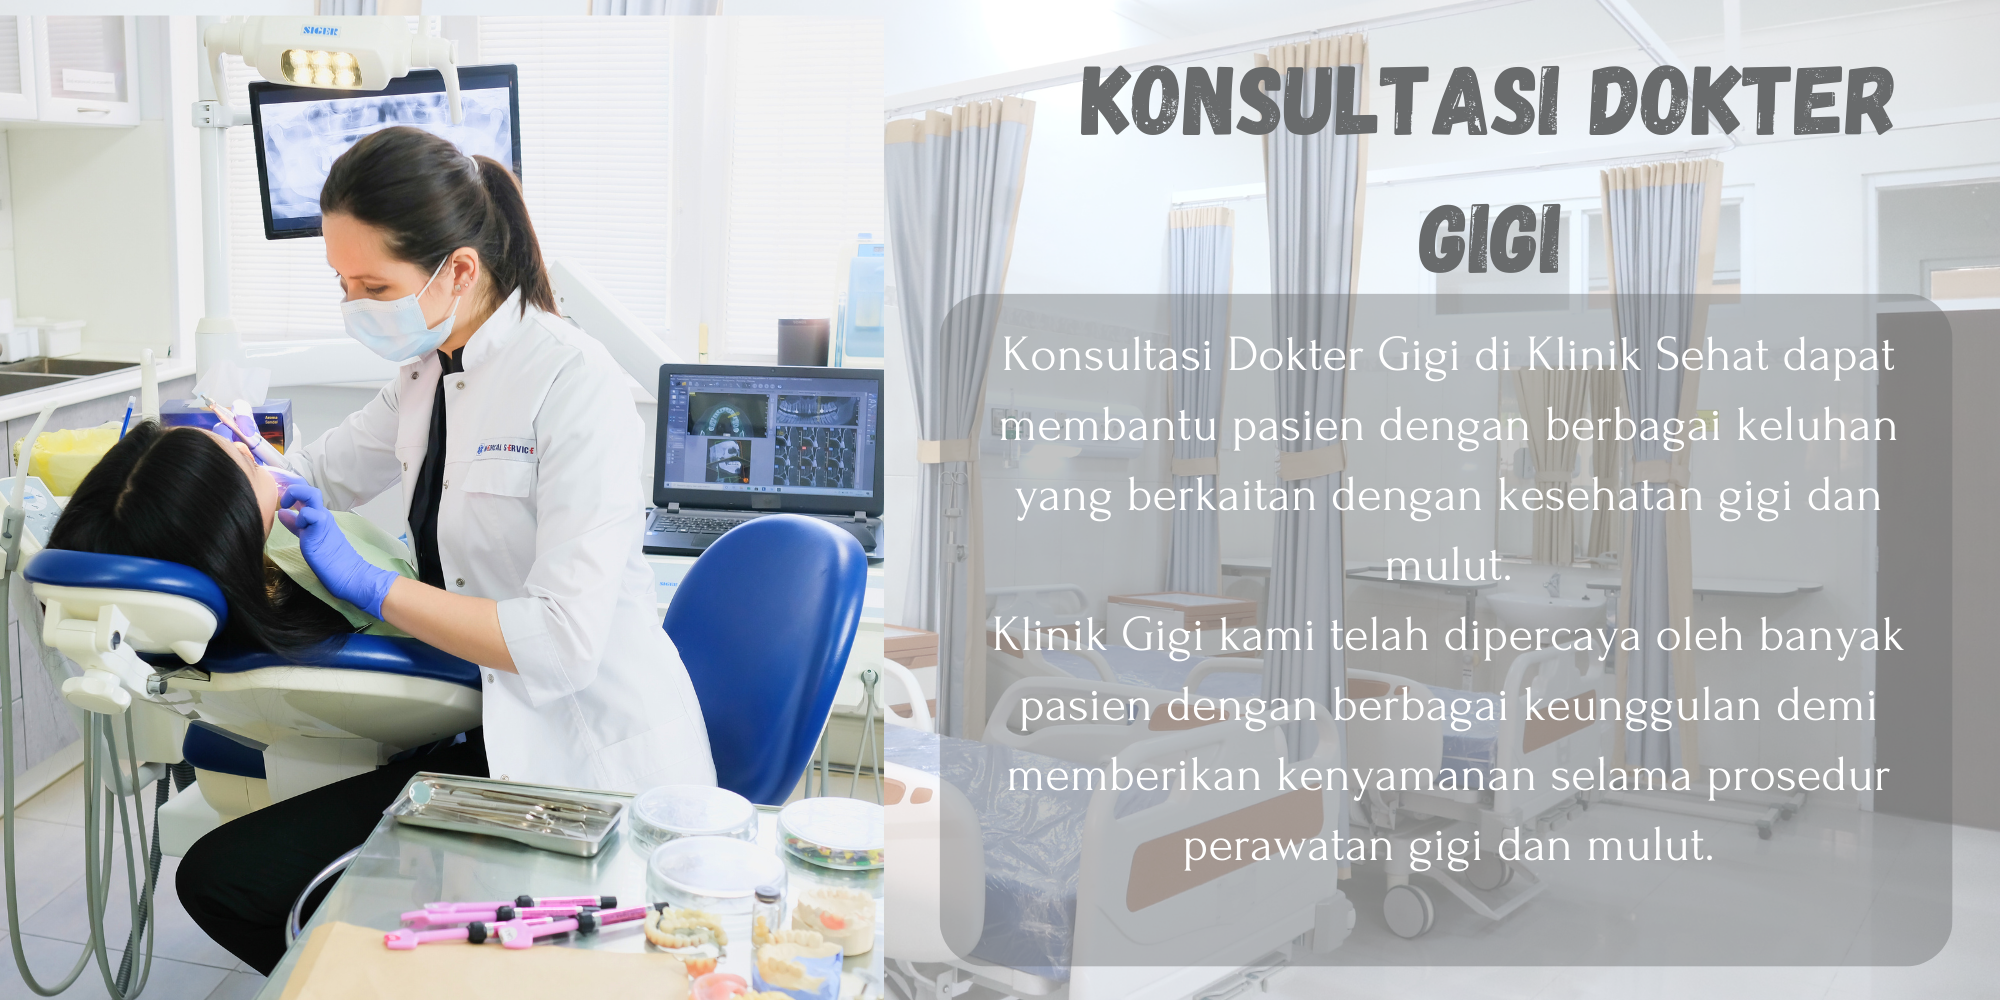 SIGER
MEDICAL SERVICE
KONSULTASI DOKTER
GIGI
Konsultasi Dokter Gigi di Klinik Sehat dapat
membantu pasien dengan berbagai keluhan
yang berkaitan dengan kesehatan gigi dan
mulut.
Klinik Gigi kami telah dipercaya oleh banyak
pasien dengan berbagai keunggulan demi
memberikan kenyamanan selama prosedur
perawatan gigi dan mulut.